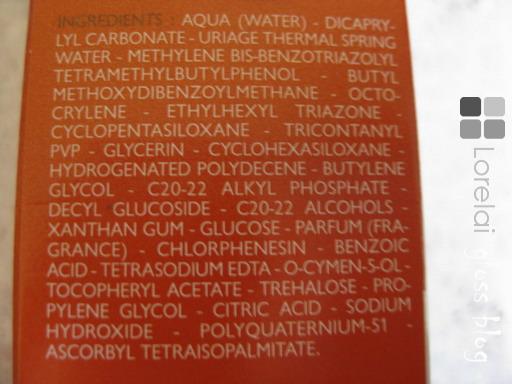 INGREDIENTS : AQUA (WATER) - DICAPRY-
LYL CARBONATE - URIAGE THERMAL SPRING
WATER - METHYLENE BIS-BENZOTRIAZOLYL
TETRAMETHYLBUTYLPHENOL - BUTYL
METHOXYDIBENZOYLMETHANE - OCTO-
CRYLENE - ETHYLHEXYL TRIAZONE -
CYCLOPENTASILOXANE - TRICONTANYL
PVP - GLYCERIN - CYCLOHEXASILOXANE -
HYDROGENATED POLYDECENE - BUTYLENE
GLYCOL - C20-22 ALKYL PHOSPHATE -
DECYL GLUCOSIDE - C20-22 ALCOHOLS -
XANTHAN GUM - GLUCOSE - PARFUM (FRA-
GRANCE) - CHLORPHENESIN - BENZOIC
ACID - TETRASODIUM EDTA - O-CYMEN-5-OL -
TOCOPHERYL ACETATE - TREHALOSE - PRO-
PYLENE GLYCOL - CITRIC ACID - SODIUM
HYDROXIDE - POLYQUATERNIUM-51 -
ASCORBYL TETRAISOPALMITATE.
Lorelai gloss blog